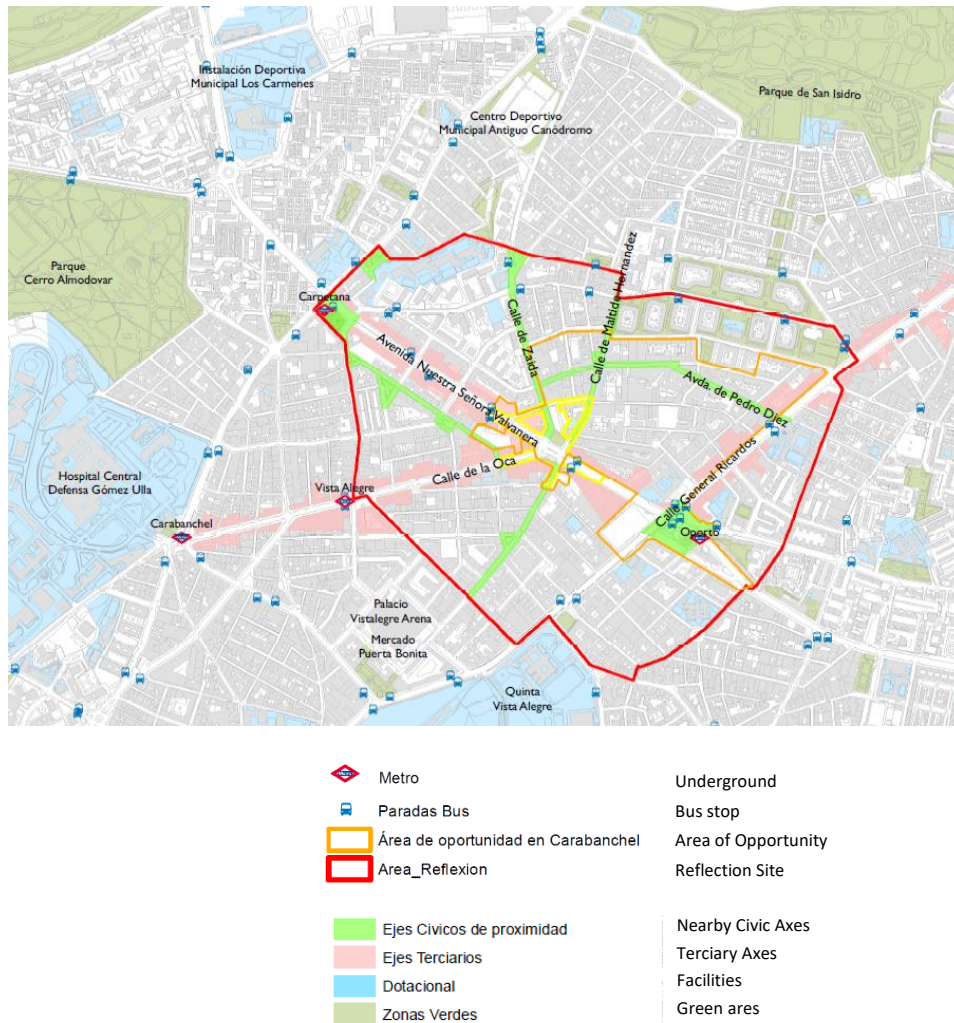 Instalación Deportiva
Municipal Los Carmenes
Parque de San Isidro
Centro Deportivo
Municipal Antiguo Canódromo
Parque
Cerro Almodovar
Carpetana
Calle de Zaida
Calle de Maltide Hernandez
Avenida Nuestra Señora Valvanera
Avda. de Pedro Diez
Calle de la Oca
Calle General Ricardos
Hospital Central
Defensa Gómez Ulla
Vista Alegre
Carabanchel
Oporto
Palacio
Vistalegre Arena
Mercado
Puerta Bonita
Quinta
Vista Alegre
Metro Underground
Paradas Bus Bus stop
Área de oportunidad en Carabanchel Area of Opportunity
Area_Reflexion Reflection Site
Ejes Civicos de proximidad Nearby Civic Axes
Ejes Terciarios Terciary Axes
Dotacional Facilities
Zonas Verdes Green ares